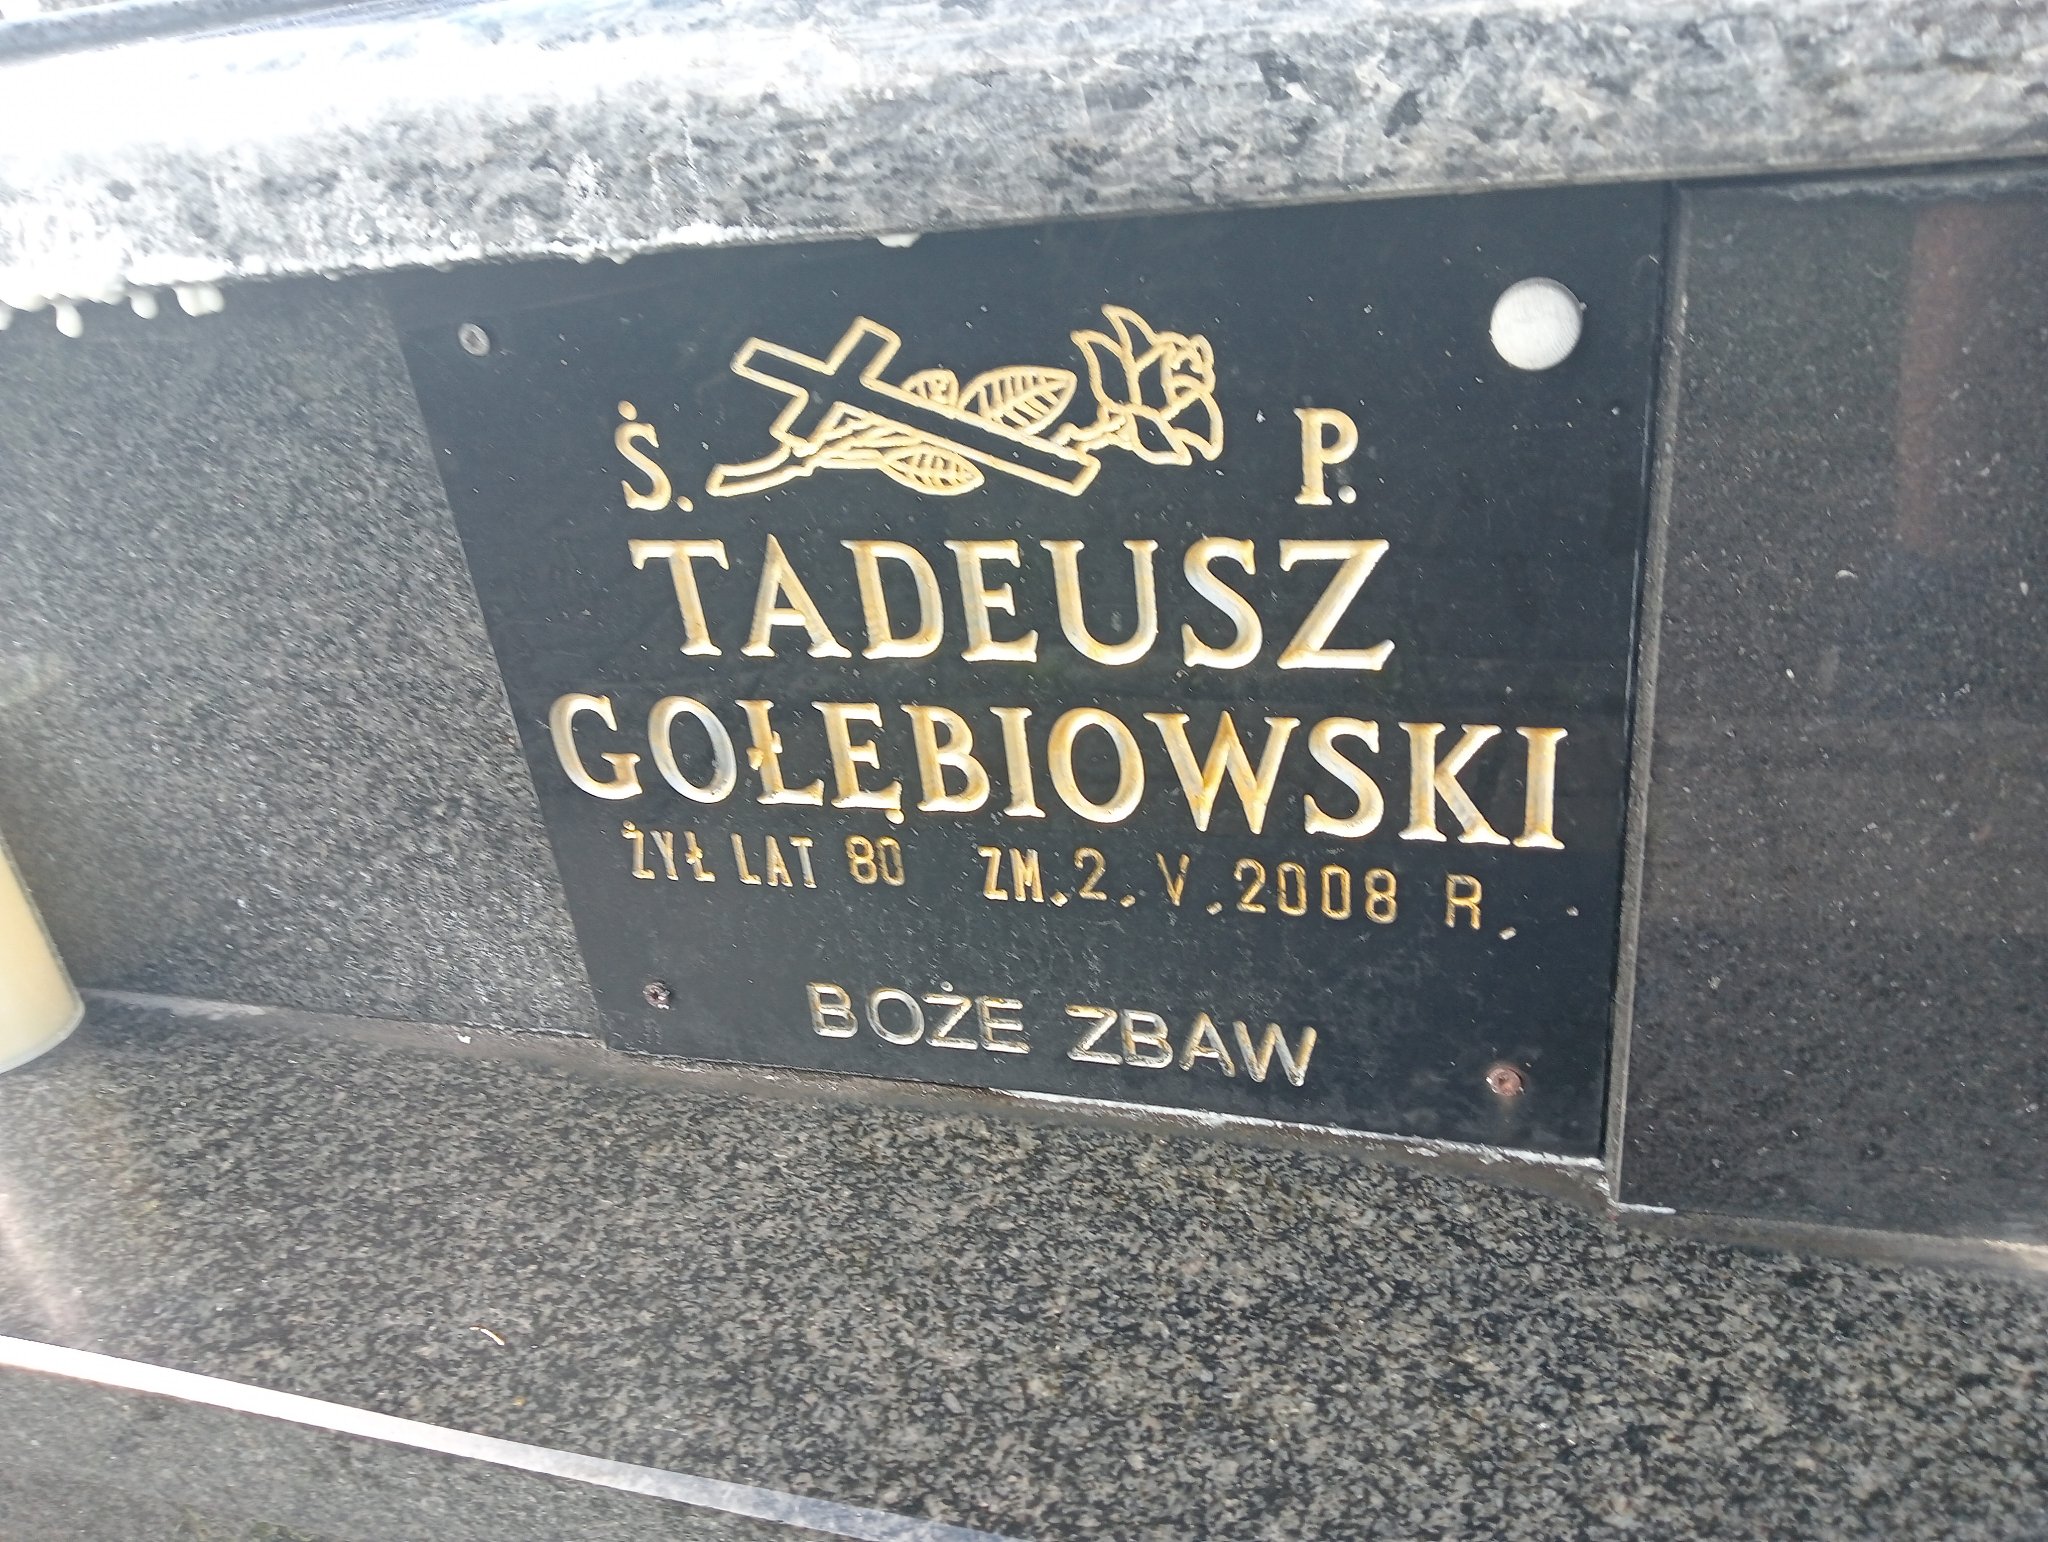 Ś. P.
TADEUSZ
GOŁĘBIOWSKI
ŻYŁ LAT 80 ZM. 2. V. 2008 R.
BOŻE ZBAW